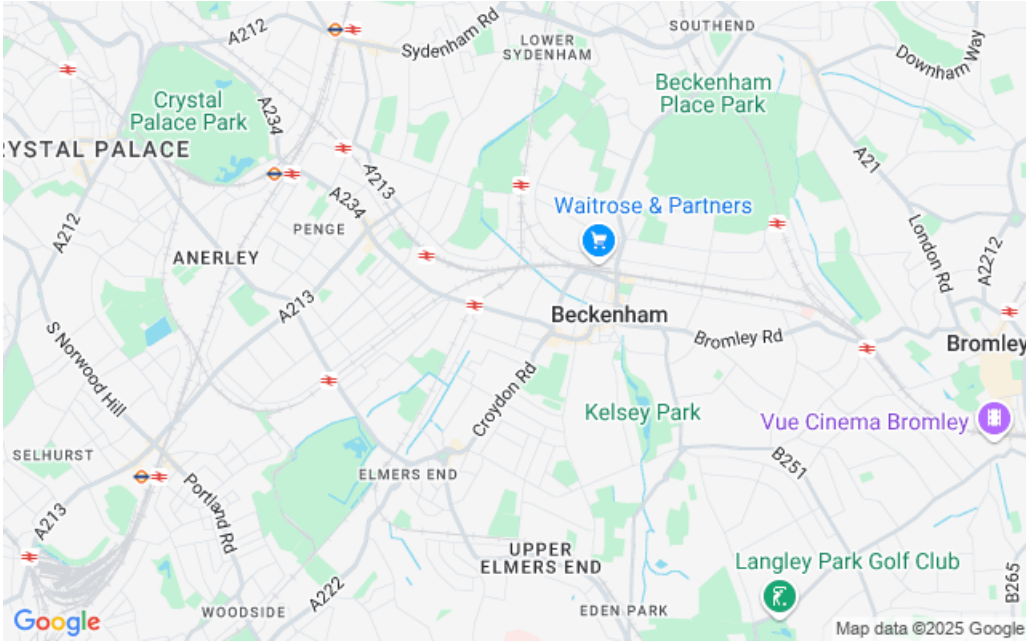 A212
Sydenham Rd
LOWER
SYDENHAM
SOUTHEND
Downham Way
Crystal
Palace Park
A234
Beckenham
Place Park
RYSTAL PALACE
A213
A21
A234
Waitrose & Partners
A212
PENGE
London Rd
A2212
ANERLEY
A213
Beckenham
Bromley Rd
Bromley
S Norwood Hill
Croydon Rd
Kelsey Park
Vue Cinema Bromley
SELHURST
ELMERS END
B251
Portland Rd
A213
UPPER
ELMERS END
Langley Park Golf Club
A222
B265
WOODSIDE
EDEN PARK
Google
Map data ©2025 Google